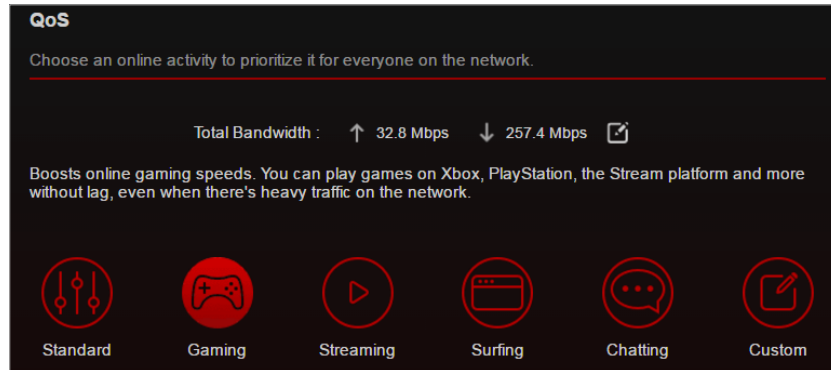 QoS
Choose an online activity to prioritize it for everyone on the network.
Total Bandwidth : ↑ 32.8 Mbps ↓ 257.4 Mbps
Boosts online gaming speeds. You can play games on Xbox, PlayStation, the Stream platform and more
without lag, even when there's heavy traffic on the network.
Standard Gaming Streaming Surfing Chatting Custom